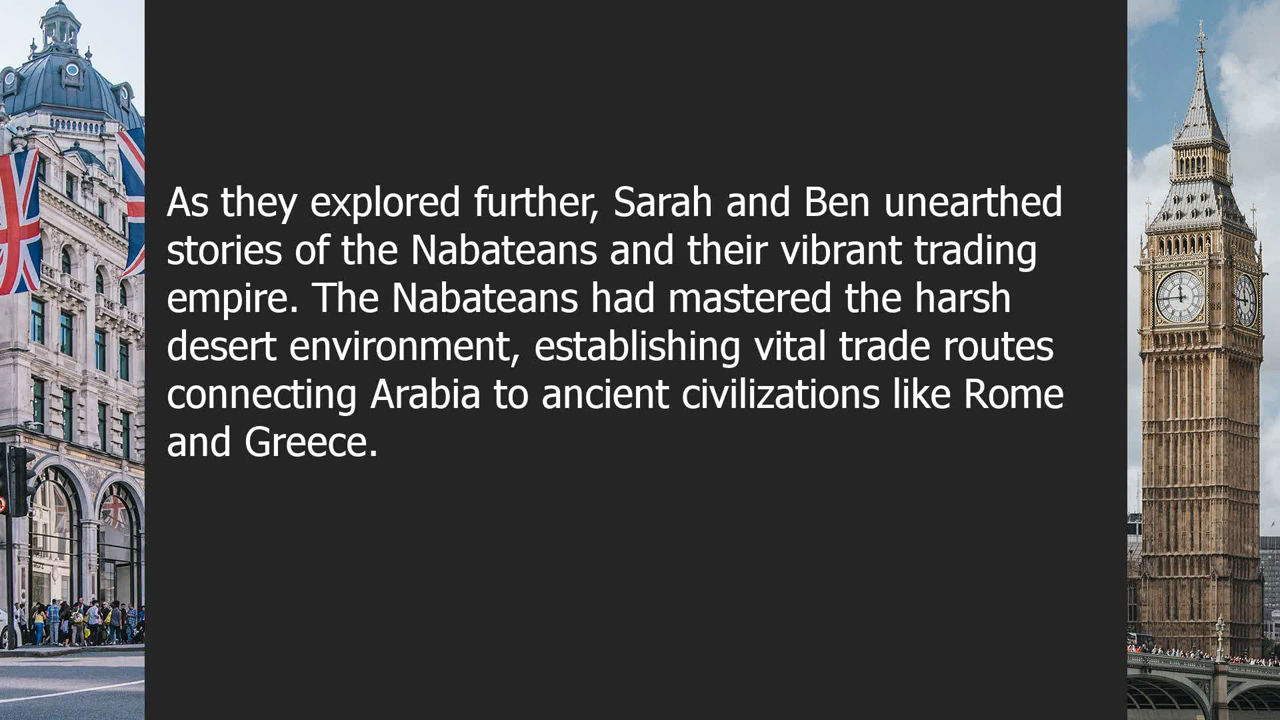 As they explored further, Sarah and Ben unearthed
stories of the Nabateans and their vibrant trading
empire. The Nabateans had mastered the harsh
desert environment, establishing vital trade routes
connecting Arabia to ancient civilizations like Rome
and Greece.